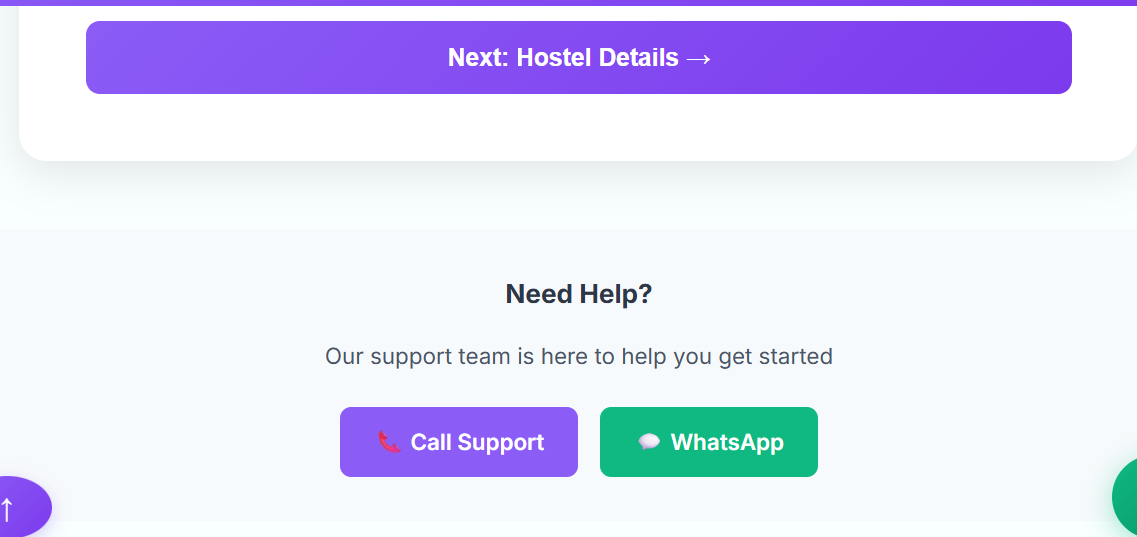 Next: Hostel Details →
Need Help?
Our support team is here to help you get started
📞 Call Support
💬 WhatsApp
↑